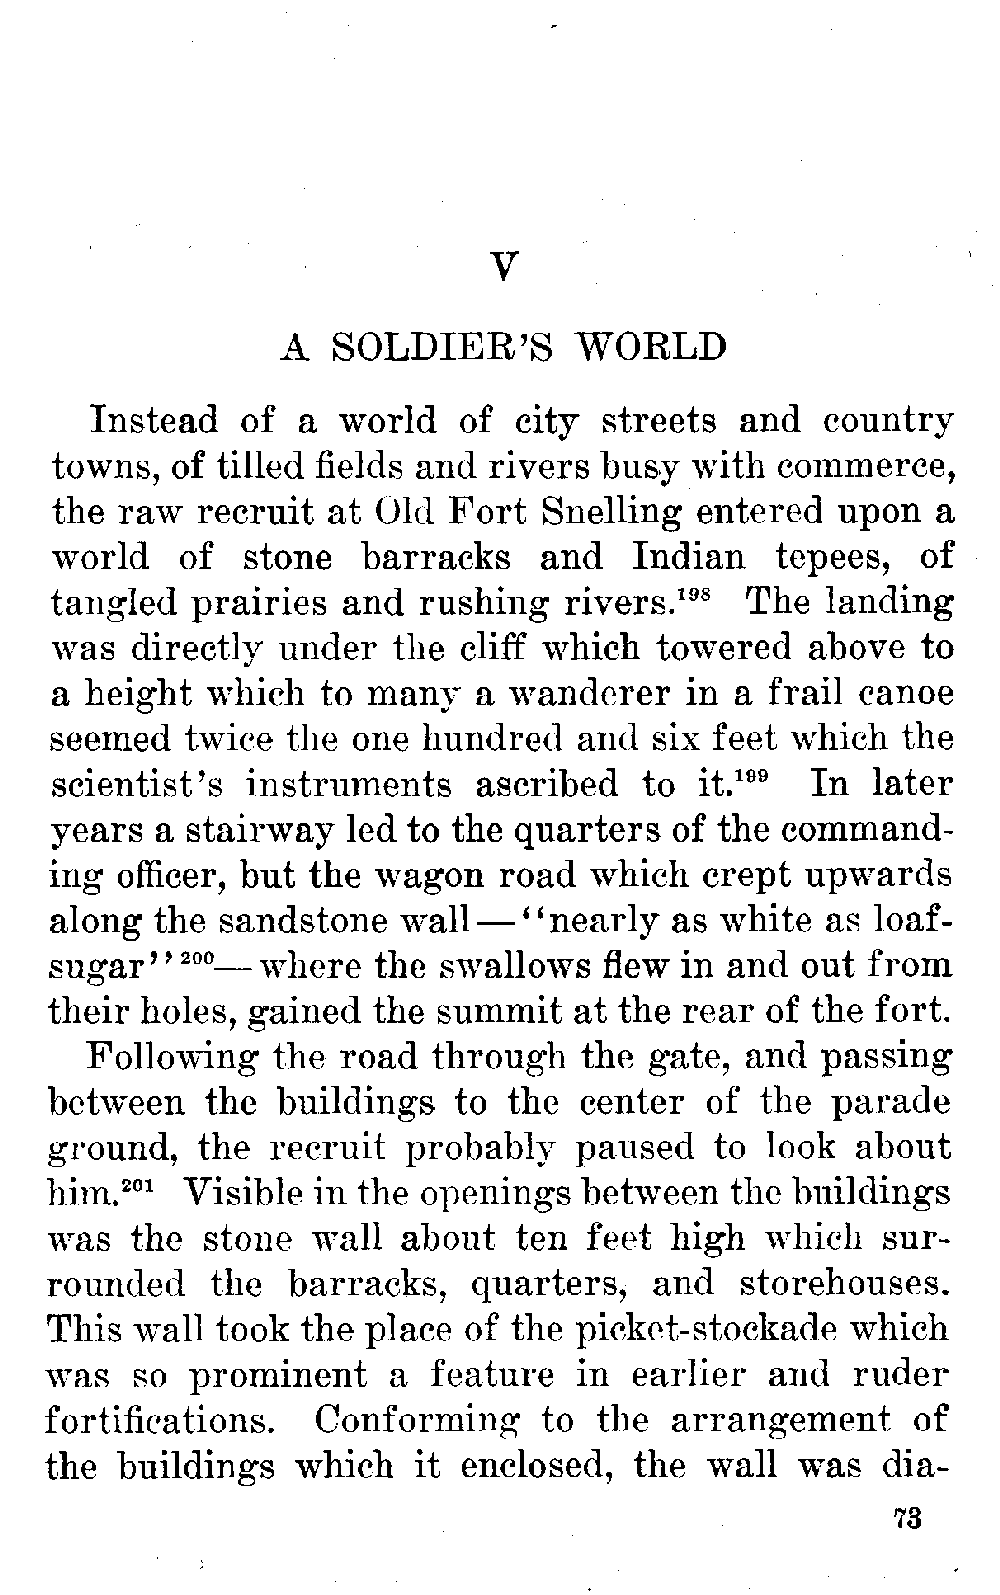 V
A SOLDIER'S WORLD
Instead of a world of city streets and country
towns, of tilled fields and rivers busy with commerce,
the raw recruit at Old Fort Snelling entered upon a
world of stone barracks and Indian tepees, of
tangled prairies and rushing rivers.¹⁹⁸ The landing
was directly under the cliff which towered above to
a height which to many a wanderer in a frail canoe
seemed twice the one hundred and six feet which the
scientist's instruments ascribed to it.¹⁹⁹ In later
years a stairway led to the quarters of the command-
ing officer, but the wagon road which crept upwards
along the sandstone wall — "nearly as white as loaf-
sugar" ²⁰⁰ — where the swallows flew in and out from
their holes, gained the summit at the rear of the fort.
Following the road through the gate, and passing
between the buildings to the center of the parade
ground, the recruit probably paused to look about
him.²⁰¹ Visible in the openings between the buildings
was the stone wall about ten feet high which sur-
rounded the barracks, quarters, and storehouses.
This wall took the place of the picket-stockade which
was so prominent a feature in earlier and ruder
fortifications. Conforming to the arrangement of
the buildings which it enclosed, the wall was dia-
73